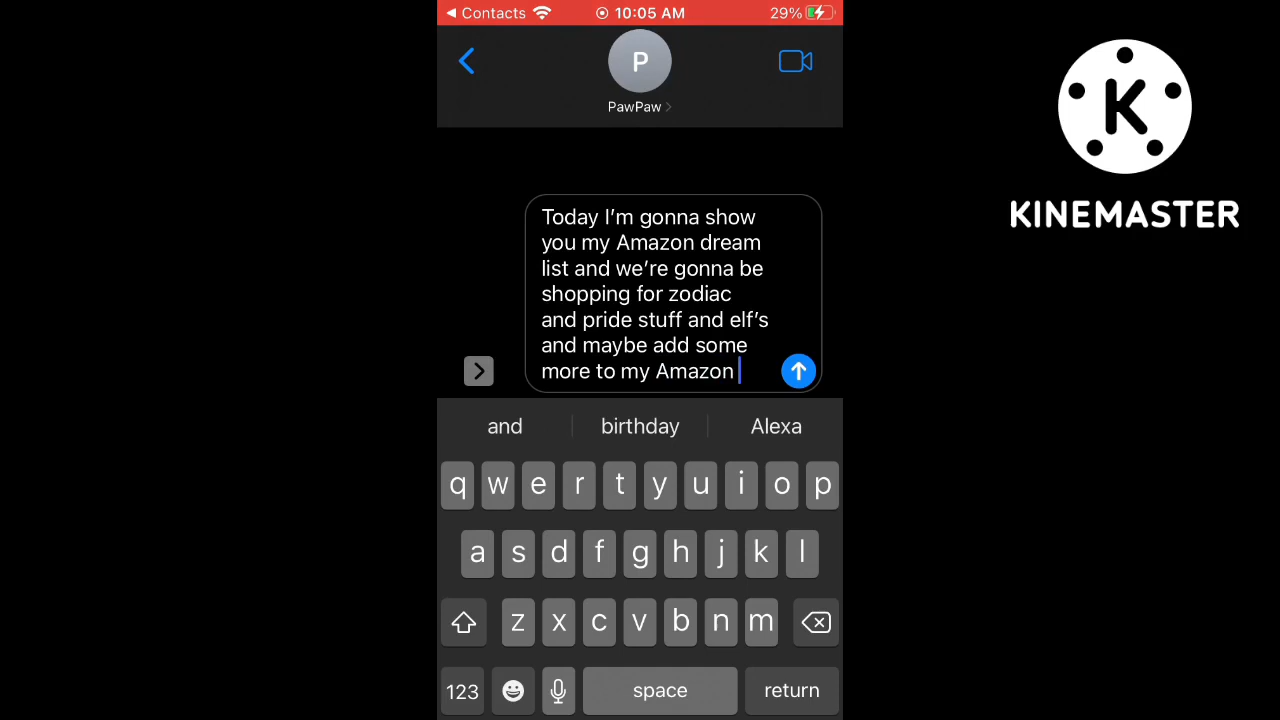 Contacts 10:05 AM 29%
P
PawPaw
KINEMASTER
Today I'm gonna show
you my Amazon dream
list and we're gonna be
shopping for zodiac
and pride stuff and elf's
and maybe add some
more to my Amazon
and birthday Alexa
q w e r t y u i o p
a s d f g h j k l
z x c v b n m
123 space return
K